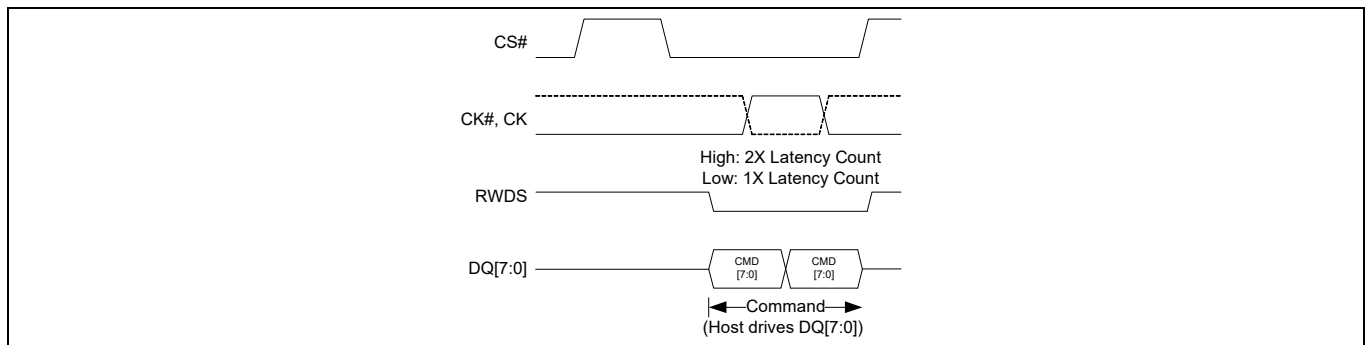 CS#
CK#, CK
High: 2X Latency Count
Low: 1X Latency Count
RWDS
DQ[7:0]
CMD
[7:0]
CMD
[7:0]
Command
(Host drives DQ[7:0])